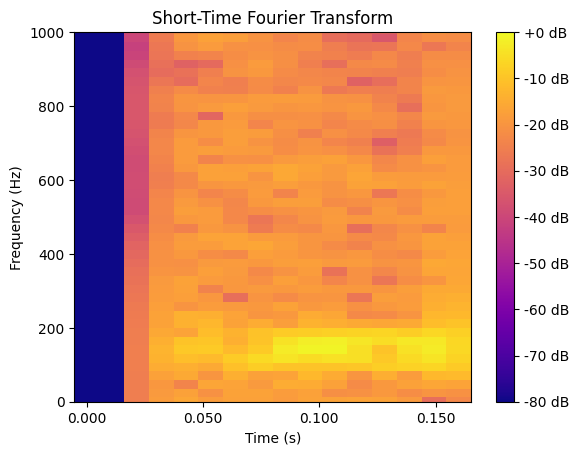 Short-Time Fourier Transform
Frequency (Hz)
1000
800
600
400
200
0
0.000
0.050
0.100
0.150
Time (s)
+0 dB
-10 dB
-20 dB
-30 dB
-40 dB
-50 dB
-60 dB
-70 dB
-80 dB